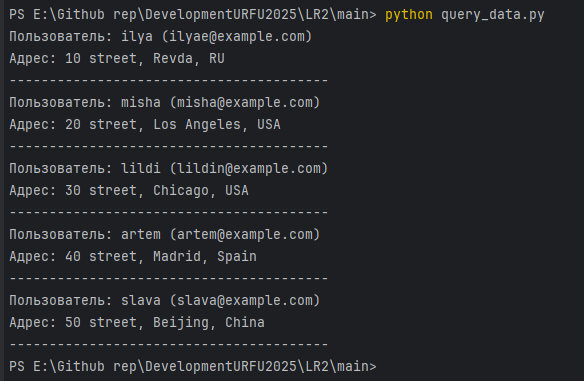 PS E:\Github rep\DevelopmentURFU2025\LR2\main> python query_data.py
Пользователь: ilya (ilyae@example.com)
Адрес: 10 street, Revda, RU
----------------------------------------
Пользователь: misha (misha@example.com)
Адрес: 20 street, Los Angeles, USA
----------------------------------------
Пользователь: lildi (lildin@example.com)
Адрес: 30 street, Chicago, USA
----------------------------------------
Пользователь: artem (artem@example.com)
Адрес: 40 street, Madrid, Spain
----------------------------------------
Пользователь: slava (slava@example.com)
Адрес: 50 street, Beijing, China
----------------------------------------
PS E:\Github rep\DevelopmentURFU2025\LR2\main>